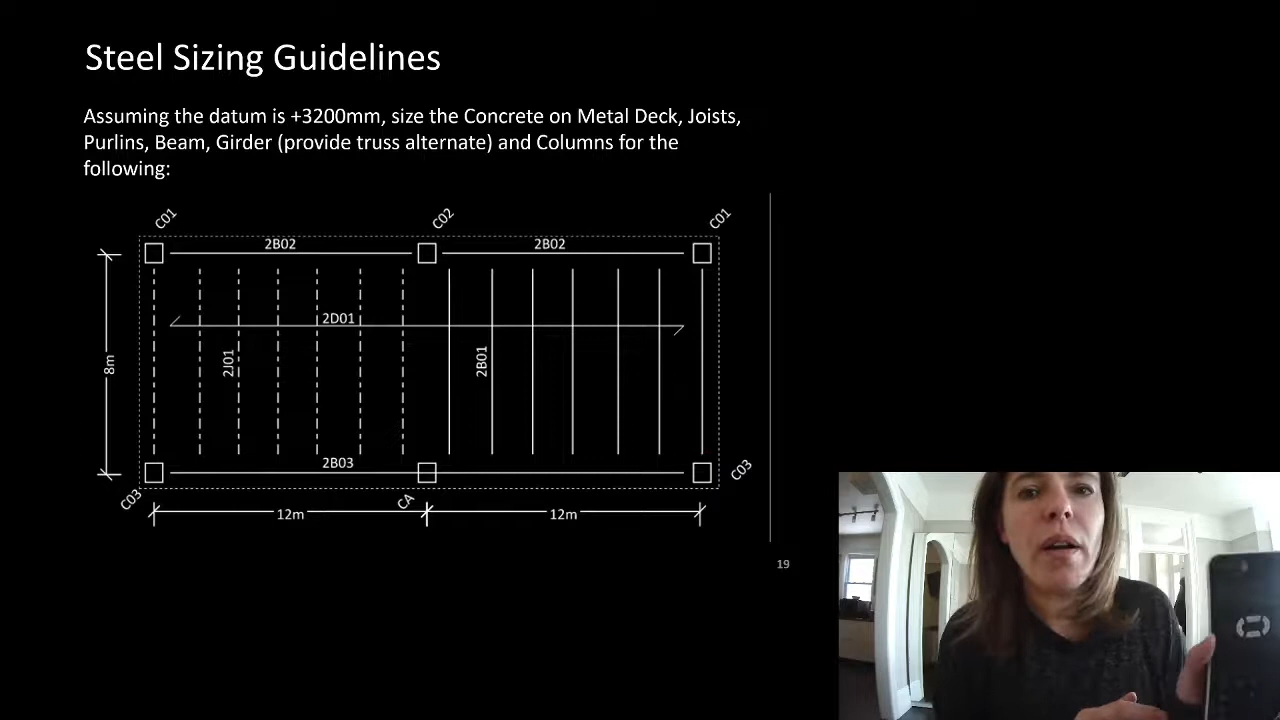 Steel Sizing Guidelines
Assuming the datum is +3200mm, size the Concrete on Metal Deck, Joists,
Purlins, Beam, Girder (provide truss alternate) and Columns for the
following:
C01
C02
C01
2B02
2B02
2D01
2J01
2B01
8m
2B03
C03
CA
C03
12m
12m
19